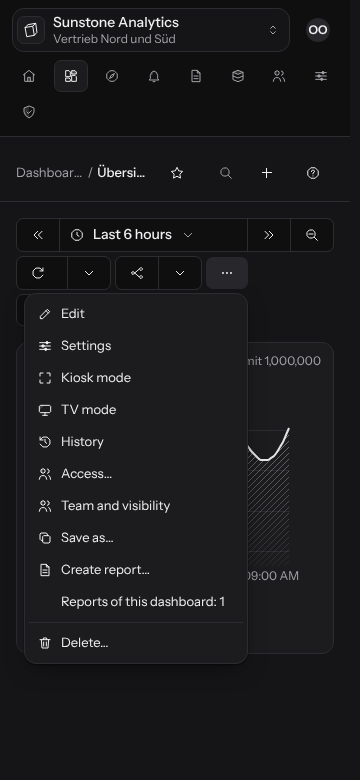 Sunstone Analytics
Vertrieb Nord und Süd
OO
Dashboar... / Übersi...
Last 6 hours
Edit
Settings
mit 1,000,000
Kiosk mode
TV mode
History
Access...
Team and visibility
Save as...
Create report...
09:00 AM
Reports of this dashboard: 1
Delete...